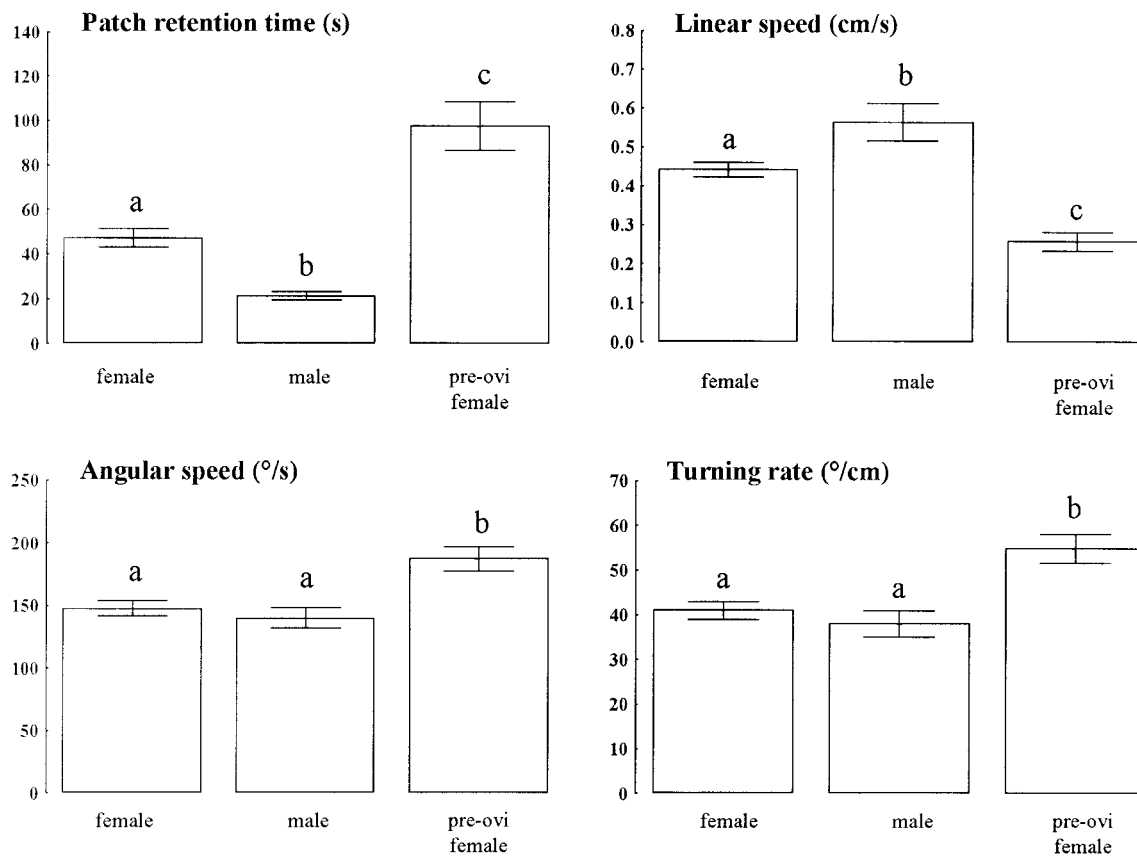 Patch retention time (s)
140
120
100
80
60
40
20
0
a
b
c
female
male
pre-ovi
female
Linear speed (cm/s)
0.8
0.7
0.6
0.5
0.4
0.3
0.2
0.1
0.0
a
b
c
female
male
pre-ovi
female
Angular speed (°/s)
250
200
150
100
50
0
a
a
b
female
male
pre-ovi
female
Turning rate (°/cm)
70
60
50
40
30
20
10
0
a
a
b
female
male
pre-ovi
female